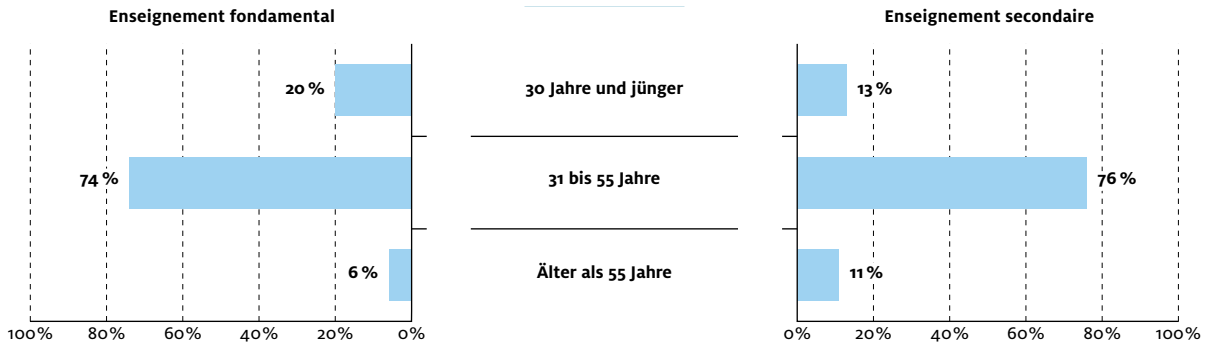 Enseignement fondamental
Enseignement secondaire
20 %
30 Jahre und jünger
13 %
74 %
31 bis 55 Jahre
76 %
6 %
Älter als 55 Jahre
11 %
100% 80% 60% 40% 20% 0%
0% 20% 40% 60% 80% 100%